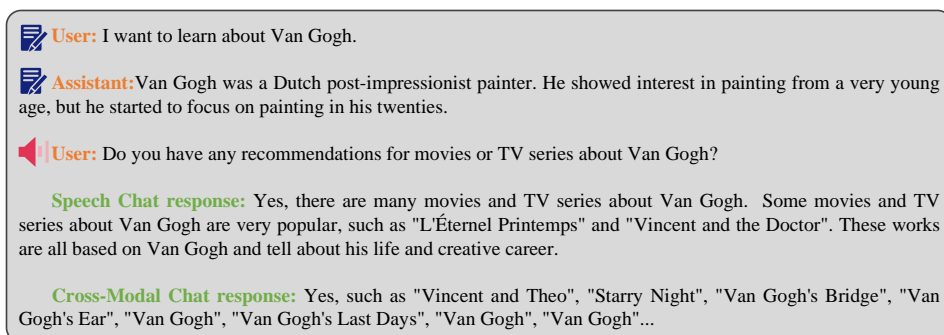 User: I want to learn about Van Gogh.
Assistant:Van Gogh was a Dutch post-impressionist painter. He showed interest in painting from a very young
age, but he started to focus on painting in his twenties.
User: Do you have any recommendations for movies or TV series about Van Gogh?
Speech Chat response: Yes, there are many movies and TV series about Van Gogh.  Some movies and TV
series about Van Gogh are very popular, such as "L'Éternel Printemps" and "Vincent and the Doctor". These works
are all based on Van Gogh and tell about his life and creative career.
Cross-Modal Chat response: Yes, such as "Vincent and Theo", "Starry Night", "Van Gogh's Bridge", "Van
Gogh's Ear", "Van Gogh", "Van Gogh's Last Days", "Van Gogh", "Van Gogh"...